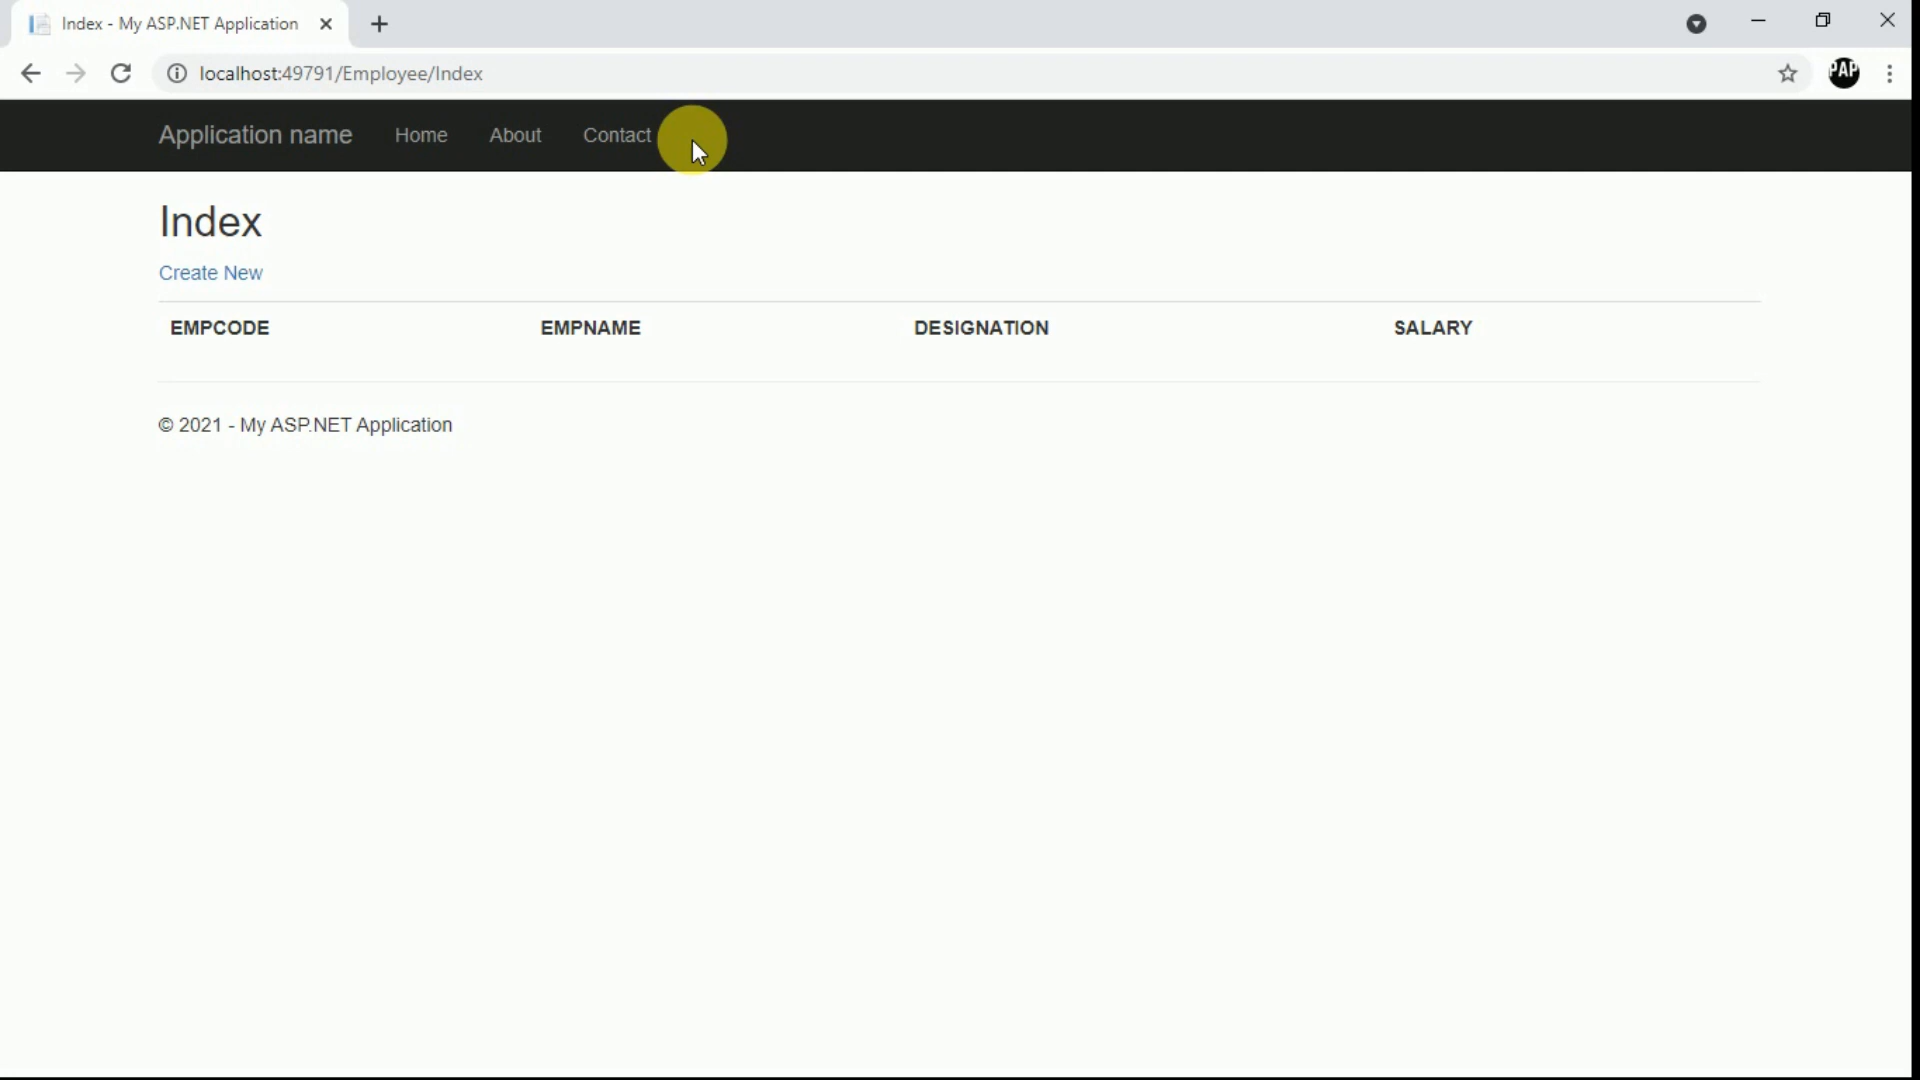 Index - My ASP.NET Application
localhost:49791/Employee/Index
PAP
Application name Home About Contact
Index
Create New
EMPCODE EMPNAME DESIGNATION SALARY
© 2021 - My ASP.NET Application